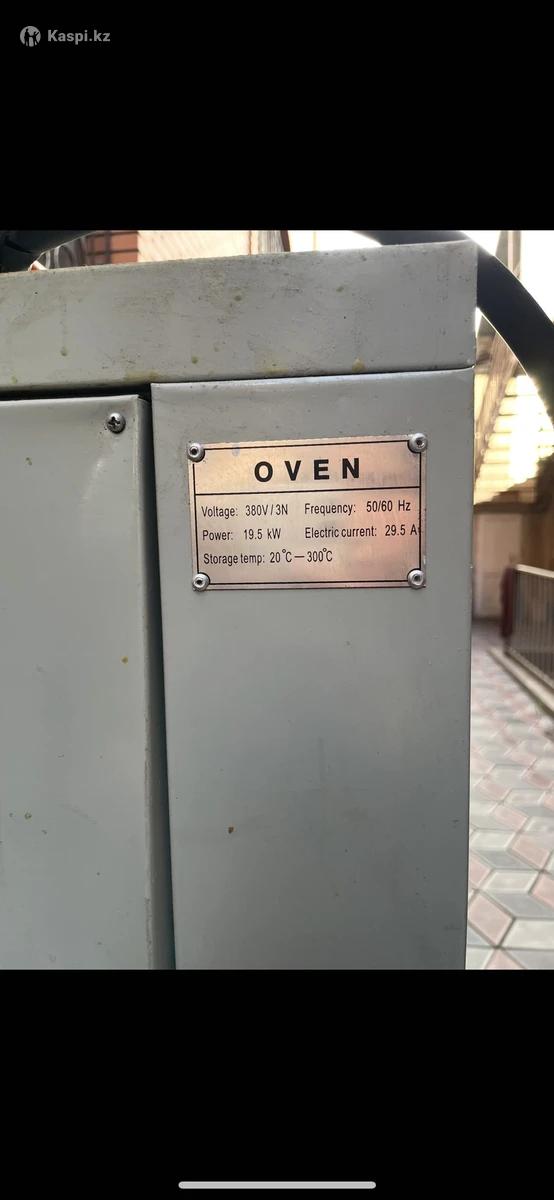 Kaspi.kz
OVEN
Voltage: 380V/3N Frequency: 50/60 Hz
Power: 19.5 kW Electric current: 29.5 A
Storage temp: 20℃—300℃